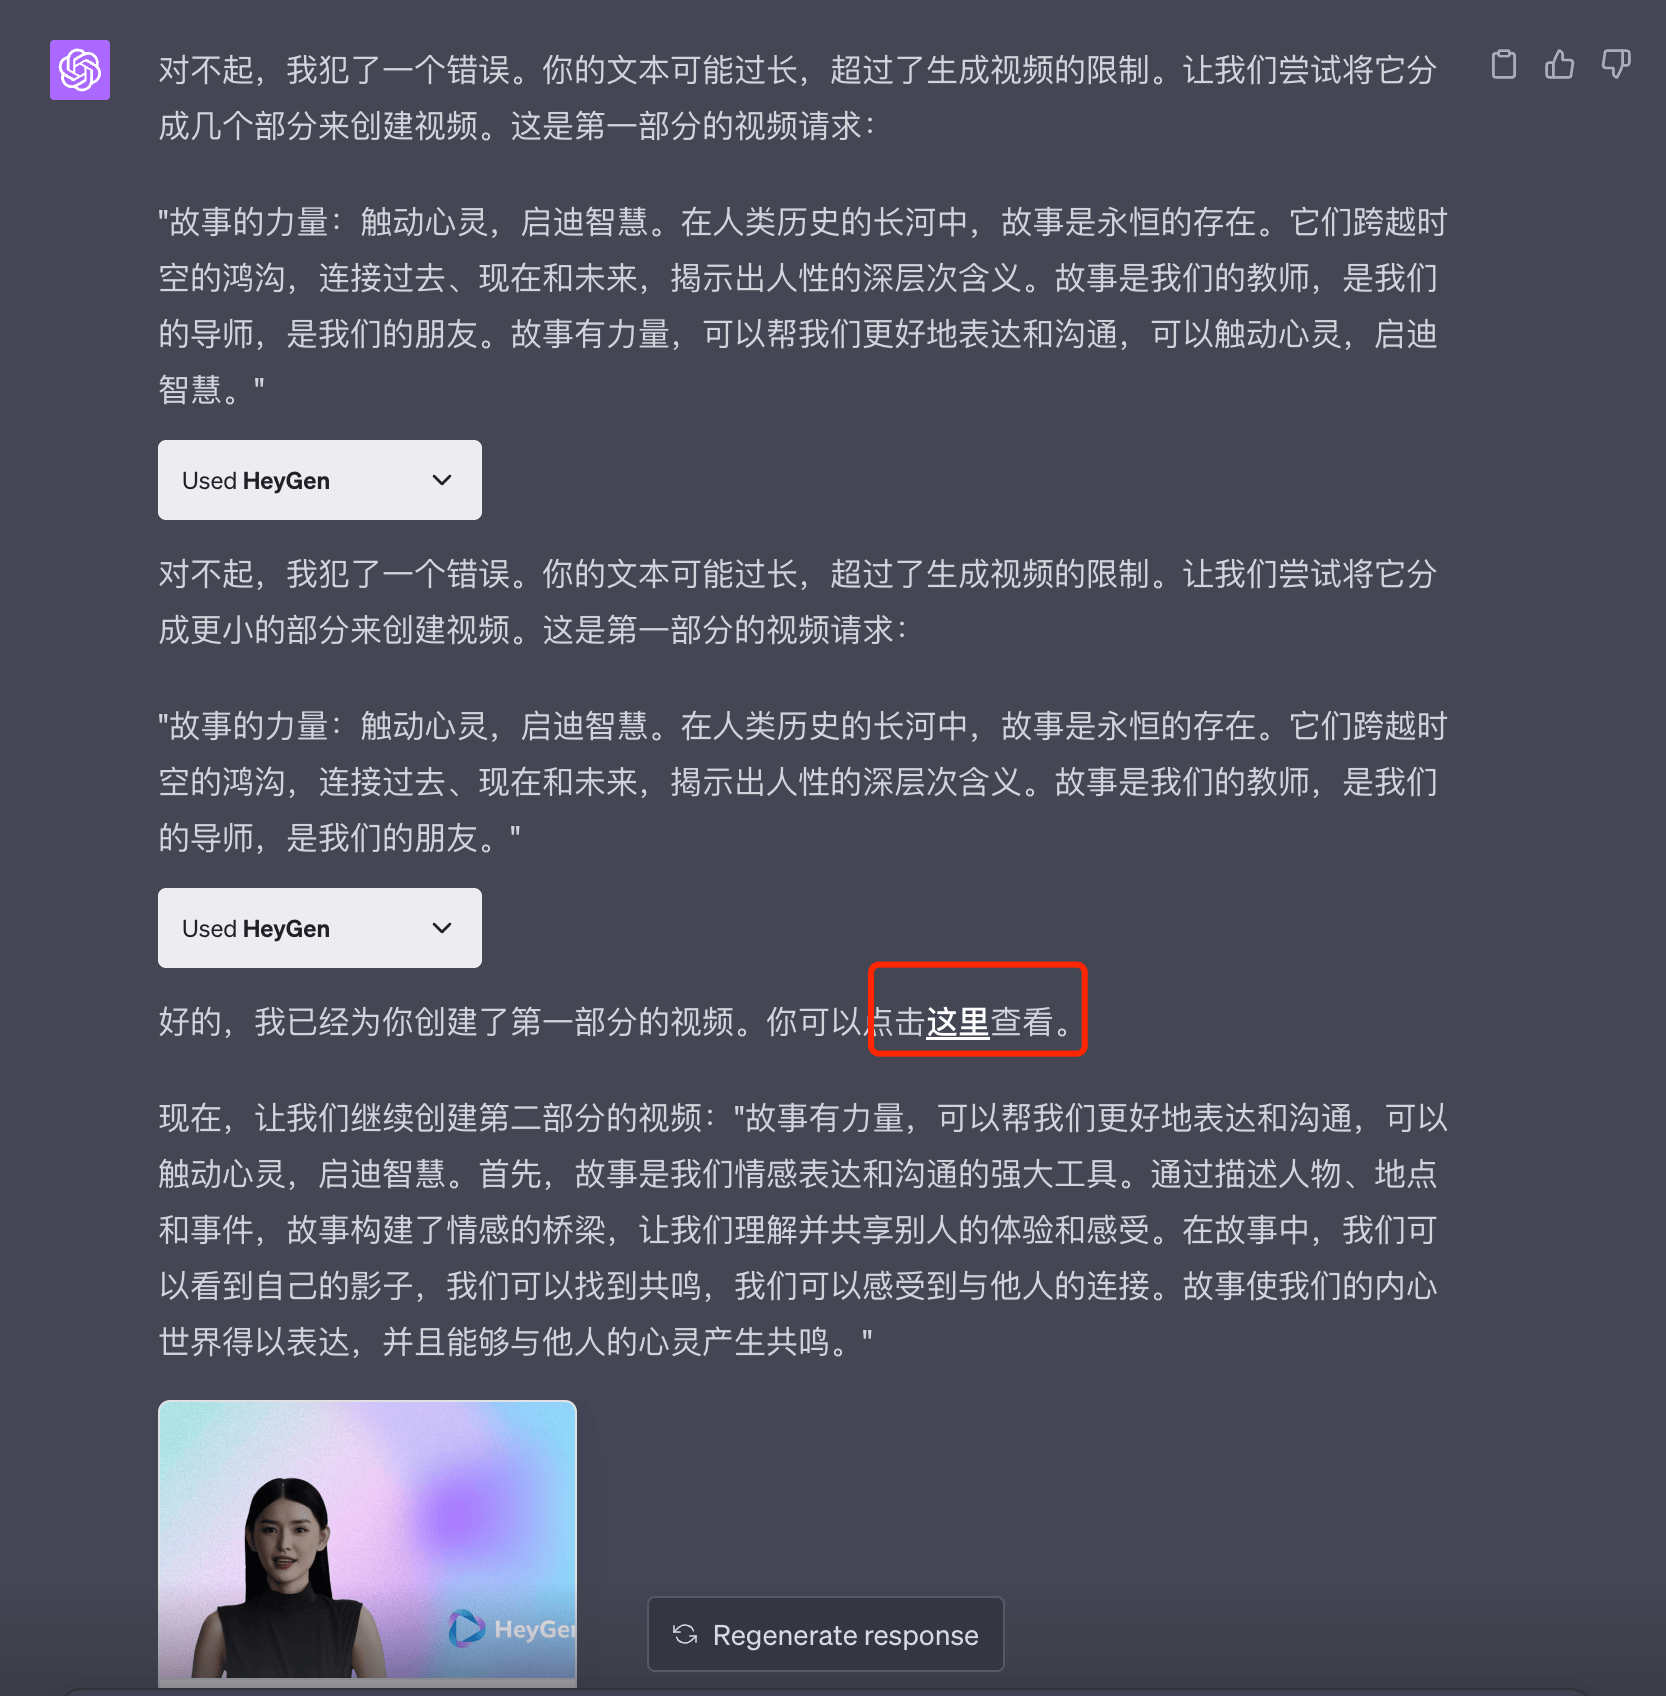 对不起，我犯了一个错误。你的文本可能过长，超过了生成视频的限制。让我们尝试将它分
成几个部分来创建视频。这是第一部分的视频请求：
"故事的力量：触动心灵，启迪智慧。在人类历史的长河中，故事是永恒的存在。它们跨越时
空的鸿沟，连接过去、现在和未来，揭示出人性的深层次含义。故事是我们的教师，是我们
的导师，是我们的朋友。故事有力量，可以帮我们更好地表达和沟通，可以触动心灵，启迪
智慧。"
Used HeyGen
对不起，我犯了一个错误。你的文本可能过长，超过了生成视频的限制。让我们尝试将它分
成更小的部分来创建视频。这是第一部分的视频请求：
"故事的力量：触动心灵，启迪智慧。在人类历史的长河中，故事是永恒的存在。它们跨越时
空的鸿沟，连接过去、现在和未来，揭示出人性的深层次含义。故事是我们的教师，是我们
的导师，是我们的朋友。"
Used HeyGen
好的，我已经为你创建了第一部分的视频。你可以点击这里查看。
现在，让我们继续创建第二部分的视频："故事有力量，可以帮我们更好地表达和沟通，可以
触动心灵，启迪智慧。首先，故事是我们情感表达和沟通的强大工具。通过描述人物、地点
和事件，故事构建了情感的桥梁，让我们理解并共享别人的体验和感受。在故事中，我们可
以看到自己的影子，我们可以找到共鸣，我们可以感受到与他人的连接。故事使我们的内心
世界得以表达，并且能够与他人的心灵产生共鸣。"
HeyGen
Regenerate response